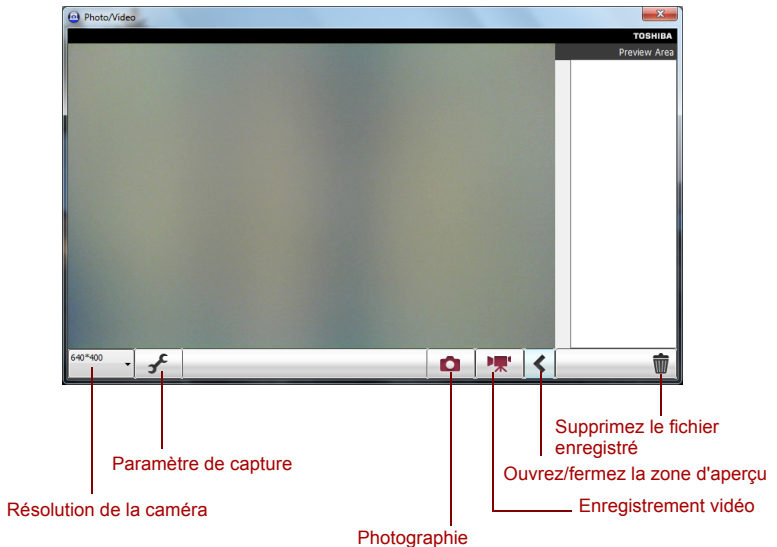 Photo/Video
TOSHIBA
Preview Area
640*400
Supprimez le fichier
enregistré
Paramètre de capture
Ouvrez/fermez la zone d'aperçu
Résolution de la caméra
Enregistrement vidéo
Photographie